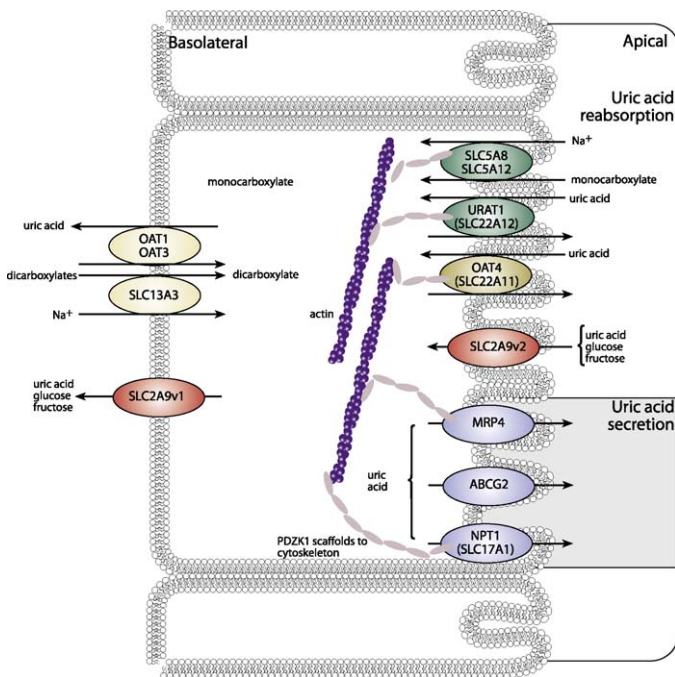 Basolateral
Apical
Uric acid
reabsorption
Na+
SLC5A8
SLC5A12
monocarboxylate
monocarboxylate
uric acid
URAT1
(SLC22A12)
uric acid
OAT1
OAT3
uric acid
OAT4
(SLC22A11)
dicarboxylates
dicarboxylate
SLC13A3
Na+
actin
SLC2A9v2
uric acid
glucose
fructose
uric acid
glucose
fructose
SLC2A9v1
Uric acid
secretion
MRP4
uric
acid
ABCG2
NPT1
(SLC17A1)
PDZK1 scaffolds to
cytoskeleton